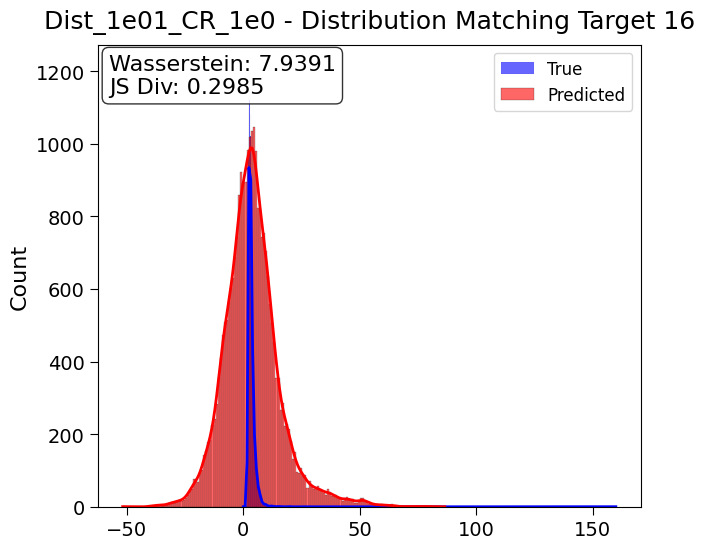 Dist_1e01_CR_1e0 - Distribution Matching Target 16
Wasserstein: 7.9391
JS Div: 0.2985
True
Predicted
Count
1200
1000
800
600
400
200
0
−50
0
50
100
150